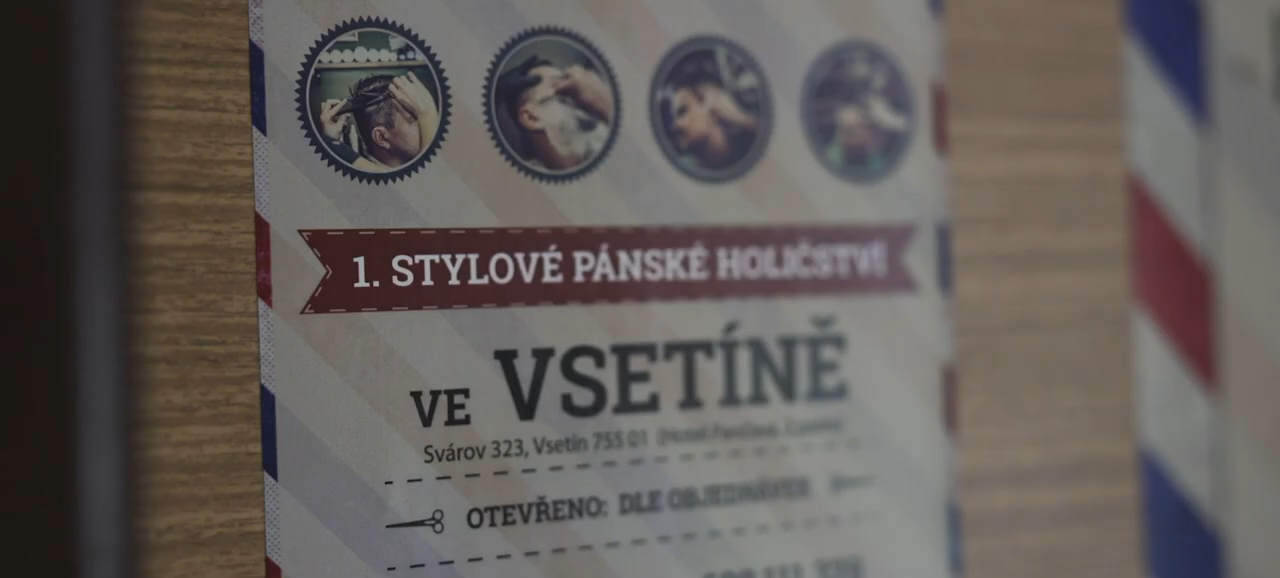 1. STYLOVÉ PÁNSKÉ HOLIČSTVÍ
VE VSETÍNĚ
Svárov 323, Vsetín 755 01
OTEVŘENO: DLE OBJEDNÁVEK